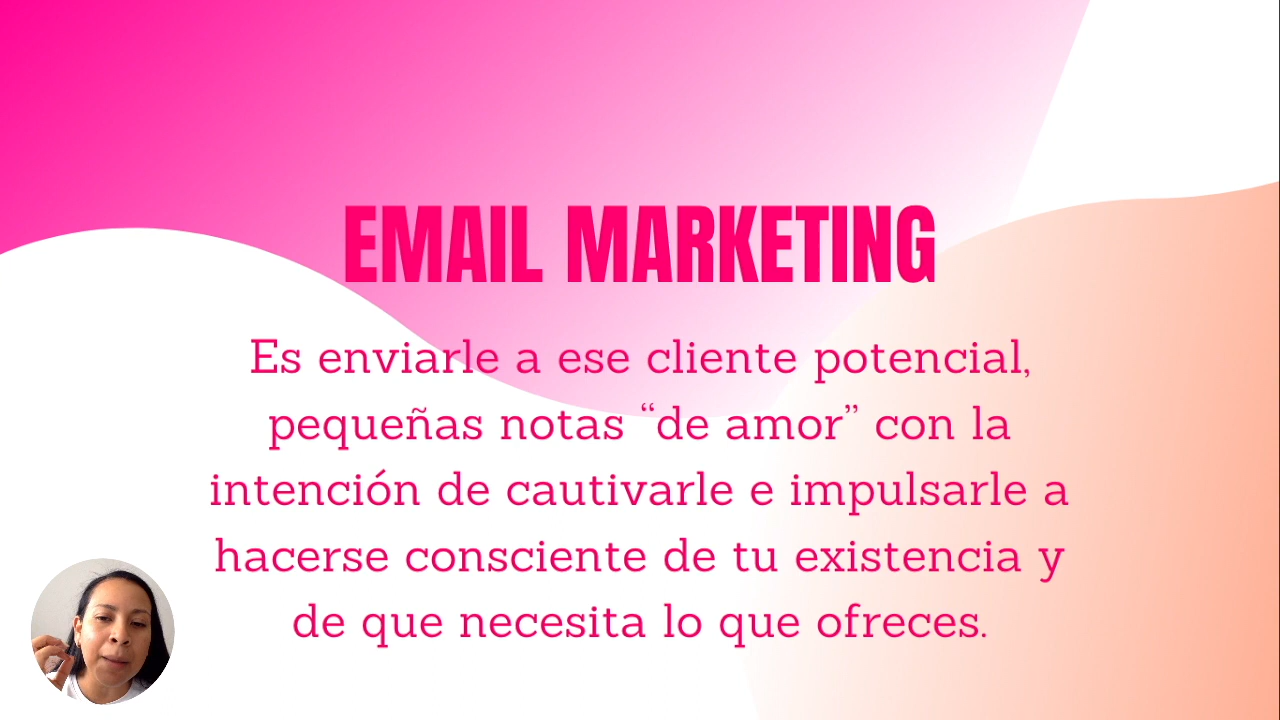 EMAIL MARKETING
Es enviarle a ese cliente potencial,
pequeñas notas “de amor” con la
intención de cautivarle e impulsarle a
hacerse consciente de tu existencia y
de que necesita lo que ofreces.